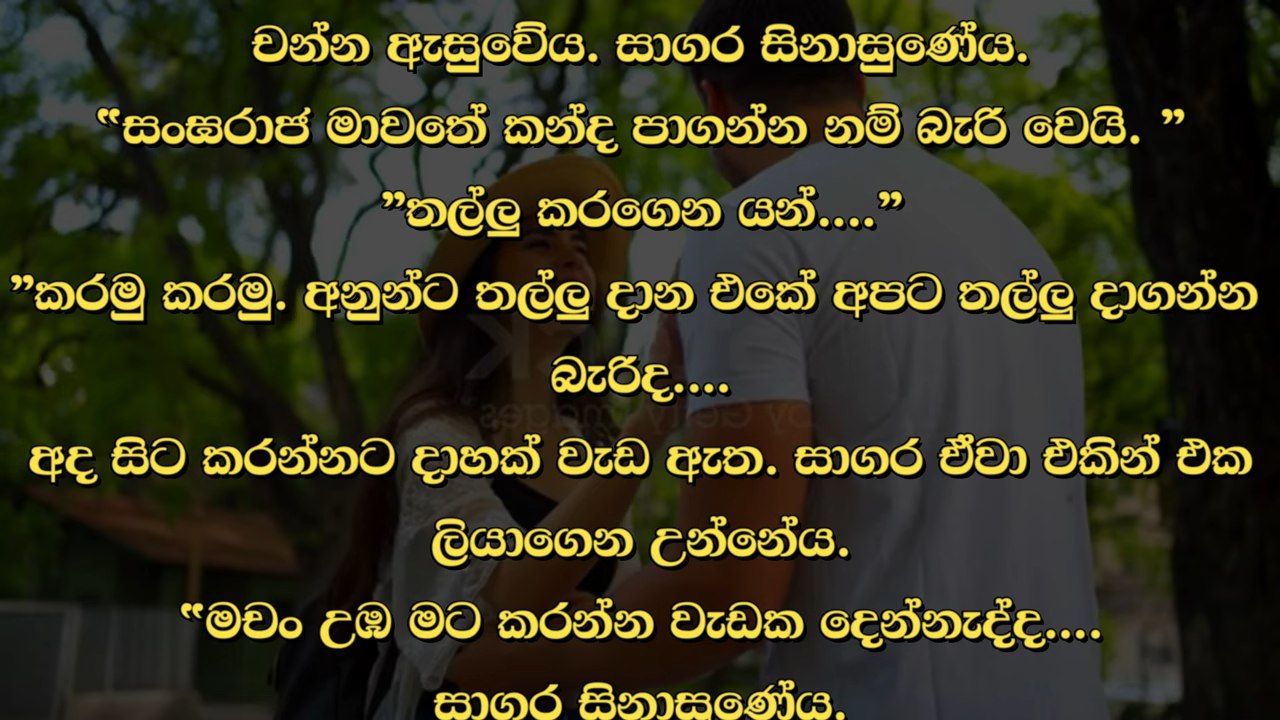 චන්න ඇසුවේය. සාගර සිනාසුණේය.
“සංඝරාජ මාවතේ කන්ද පාගන්න නම් බැරි වෙයි. ”
”තල්ලු කරගෙන යන්....”
”කරමු කරමු. අනුන්ට තල්ලු දාන එකේ අපට තල්ලු දාගන්න
බැරිද....
අද සිට කරන්නට දාහක් වැඩ ඇත. සාගර ඒවා එකින් එක
ලියාගෙන උන්නේය.
“මචං උඹ මට කරන්න වැඩක දෙන්නැද්ද....
සාගර සිනාසුණේය.